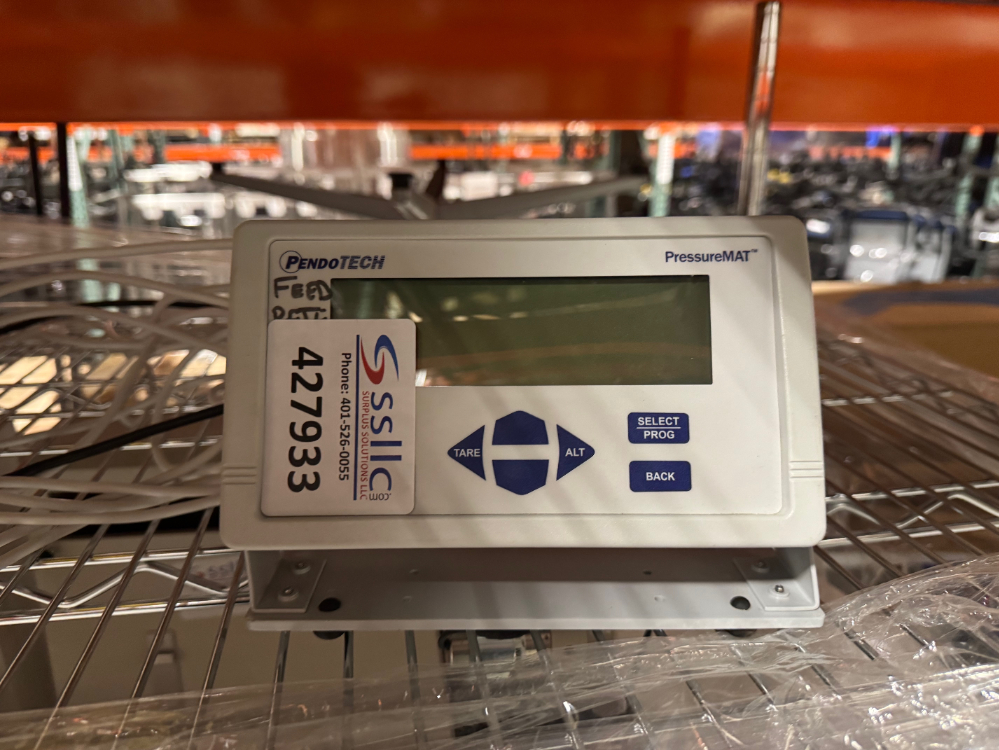 PENDOTECH
PressureMAT™
FEED
TARE
ALT
SELECT
PROG
BACK
ssllc.com
SURPLUS SOLUTIONS LLC
Phone: 401-526-0055
427933